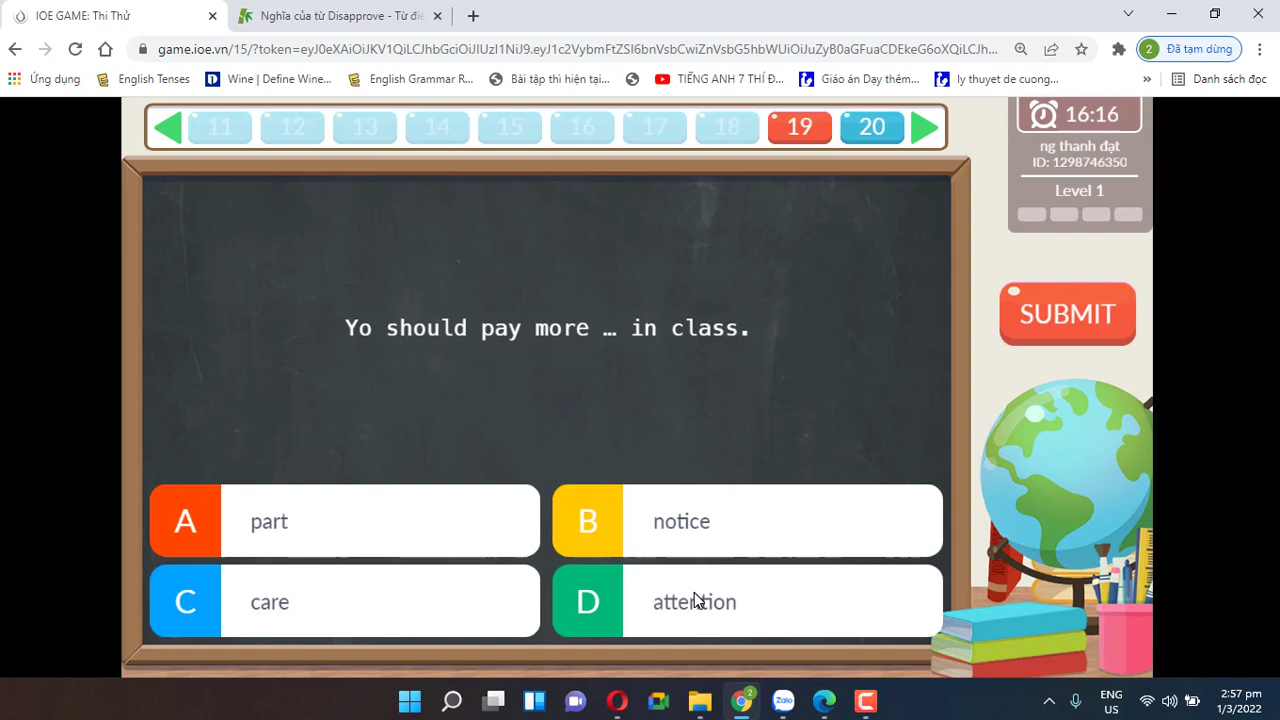 IOE GAME: Thi Thử
Nghĩa của từ Disapprove - Từ điể
game.ioe.vn/15/?token=
2 Đã tạm dừng
Ứng dụng
English Tenses
Wine | Define Wine...
English Grammar R...
Bài tập thì hiện tại...
TIẾNG ANH 7 THÍ Đ...
Giáo án Dạy thêm...
ly thuyet de cuong...
»
Danh sách đọc
11 12 13 14 15 16 17 18 19 20
16:16
ng thanh đạt
ID: 1298746350
Level 1
SUBMIT
Yo should pay more … in class.
A part
B notice
C care
D attention
2
Zalo
ENG
US
2:57 pm
1/3/2022